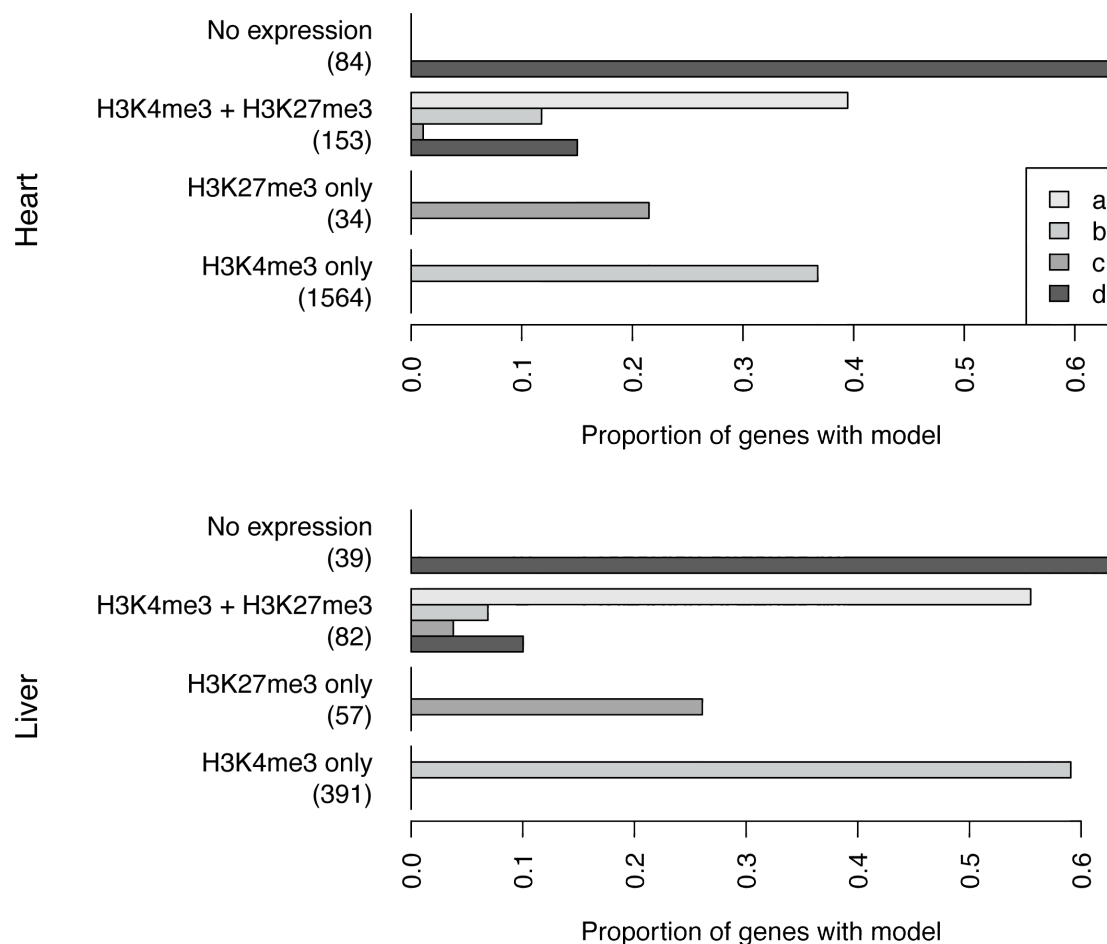 Heart
No expression
(84)
H3K4me3 + H3K27me3
(153)
H3K27me3 only
(34)
H3K4me3 only
(1564)
a
b
c
d
0.0 0.1 0.2 0.3 0.4 0.5 0.6
Proportion of genes with model
Liver
No expression
(39)
H3K4me3 + H3K27me3
(82)
H3K27me3 only
(57)
H3K4me3 only
(391)
0.0 0.1 0.2 0.3 0.4 0.5 0.6
Proportion of genes with model